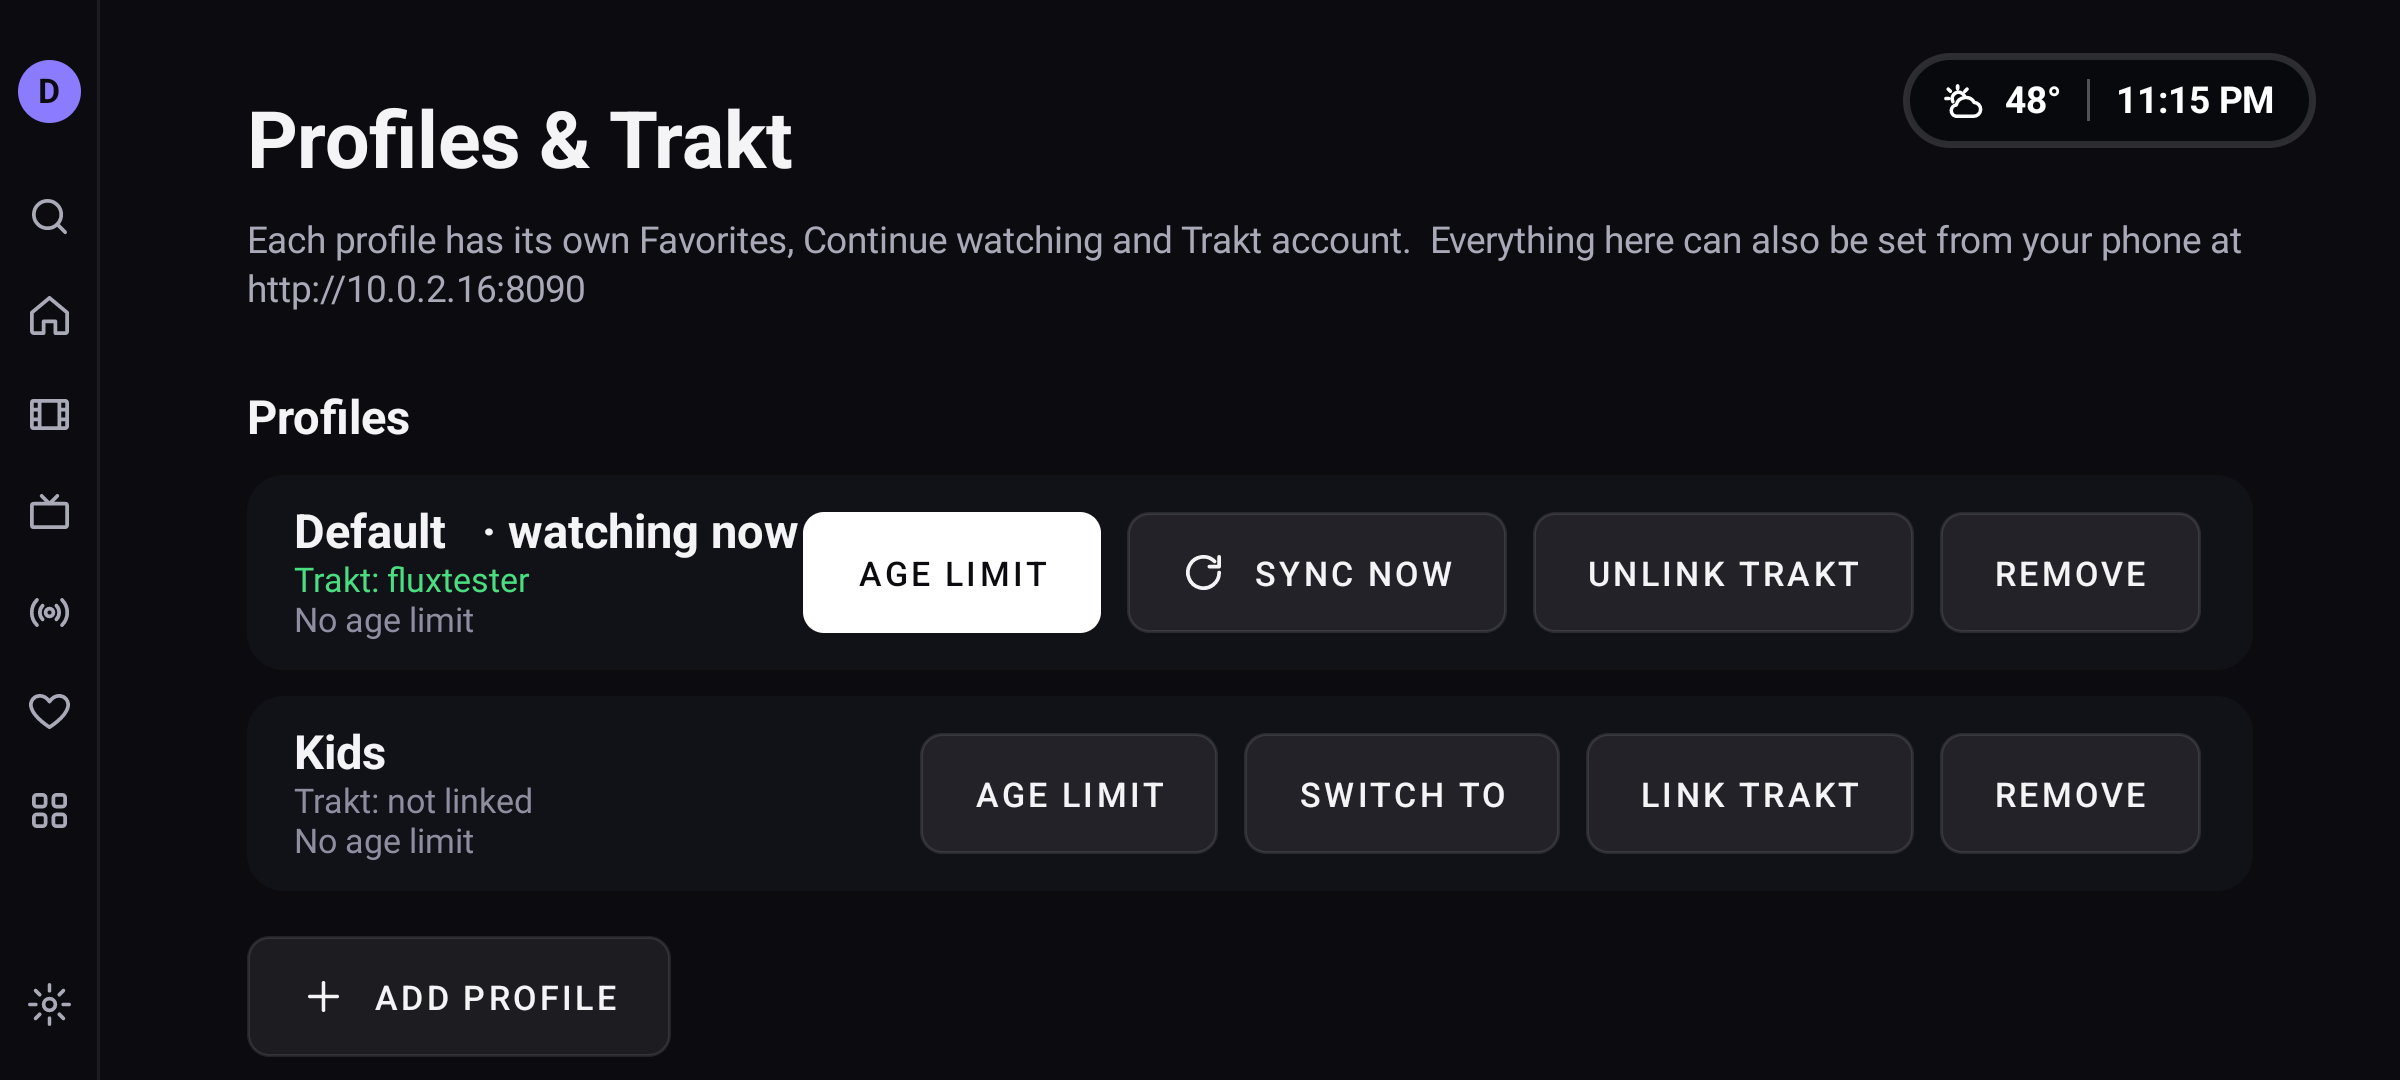 D
48° | 11:15 PM
Profiles & Trakt
Each profile has its own Favorites, Continue watching and Trakt account.  Everything here can also be set from your phone at
http://10.0.2.16:8090
Profiles
Default · watching now
Trakt: fluxtester
No age limit
AGE LIMIT
SYNC NOW
UNLINK TRAKT
REMOVE
Kids
Trakt: not linked
No age limit
AGE LIMIT
SWITCH TO
LINK TRAKT
REMOVE
ADD PROFILE